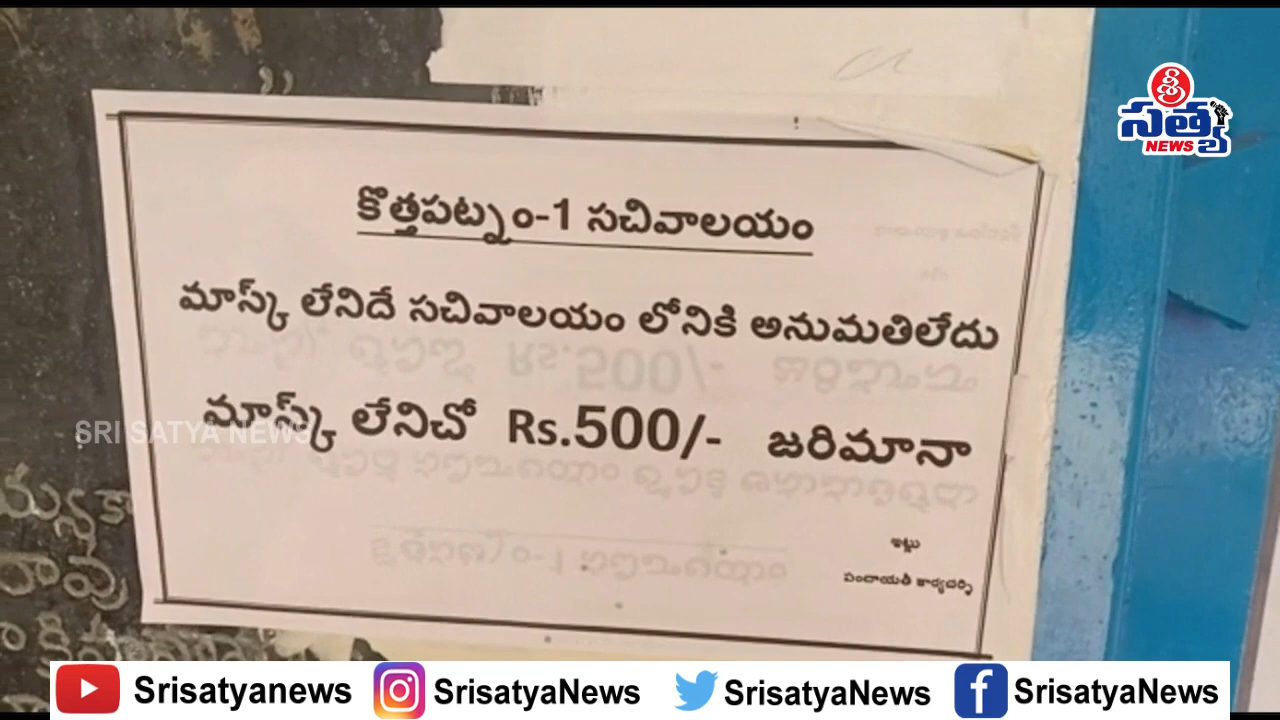 శ్రీ
సత్య
NEWS
కొత్తపట్నం-1 సచివాలయం
మాస్క్ లేనిదే సచివాలయం లోనికి అనుమతిలేదు
మాస్క్ లేనిచో Rs.500/- జరిమానా
SRI SATYA NEWS
ఇట్లు
పంచాయతీ కార్యదర్శి
Srisatyanews SrisatyaNews SrisatyaNews SrisatyaNews